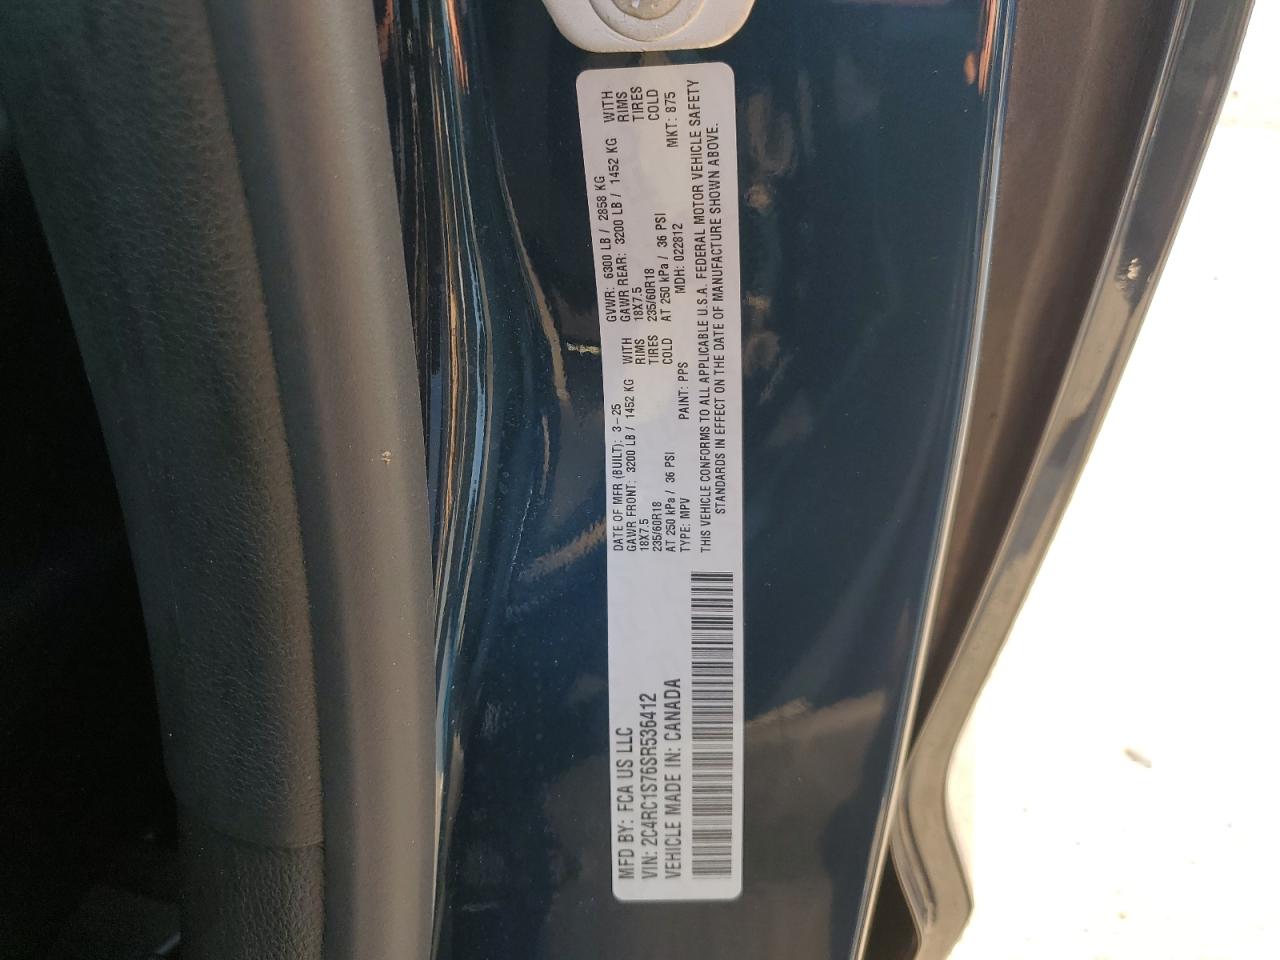 MFD BY: FCA US LLC
VIN: 2C4RC1S76SR536412
VEHICLE MADE IN: CANADA
DATE OF MFR (BUILT): 3-25 GVWR: 6300 LB / 2858 KG
GAWR FRONT: 3200 LB / 1452 KG WITH GAWR REAR: 3200 LB / 1452 KG WITH
18X7.5 RIMS 18X7.5 RIMS
235/60R18 TIRES 235/60R18 TIRES
AT 250 kPa / 36 PSI COLD AT 250 kPa / 36 PSI COLD
TYPE: MPV PAINT: PPS MDH: 022812 MKT: 875
THIS VEHICLE CONFORMS TO ALL APPLICABLE U.S.A. FEDERAL MOTOR VEHICLE SAFETY
STANDARDS IN EFFECT ON THE DATE OF MANUFACTURE SHOWN ABOVE.